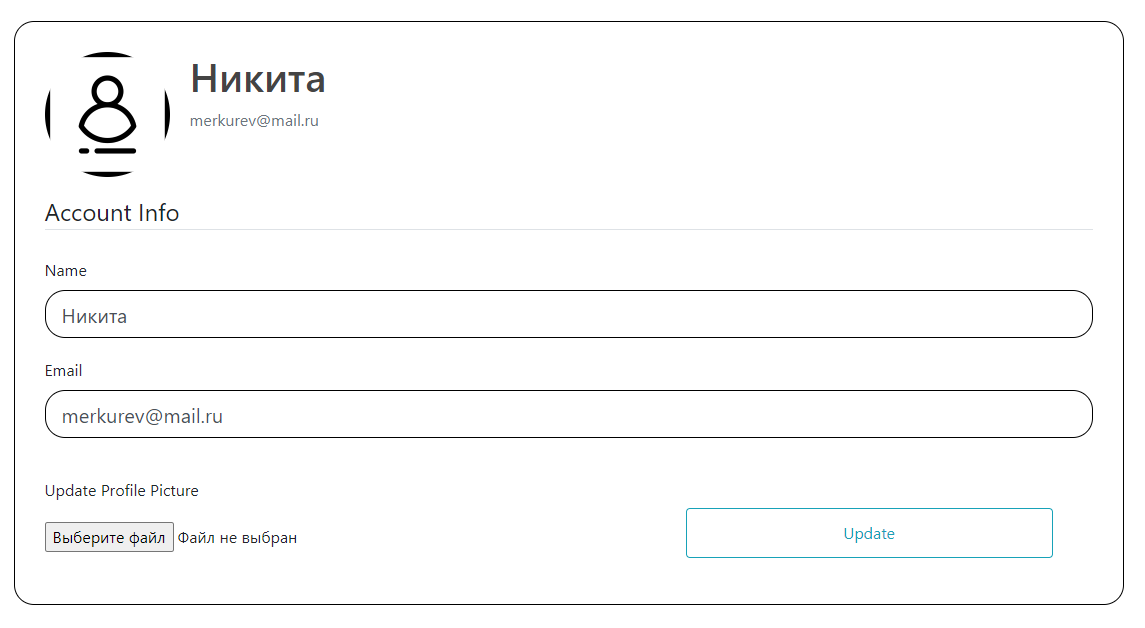 Никита
merkurev@mail.ru
Account Info
Name
Никита
Email
merkurev@mail.ru
Update Profile Picture
Выберите файл Файл не выбран
Update